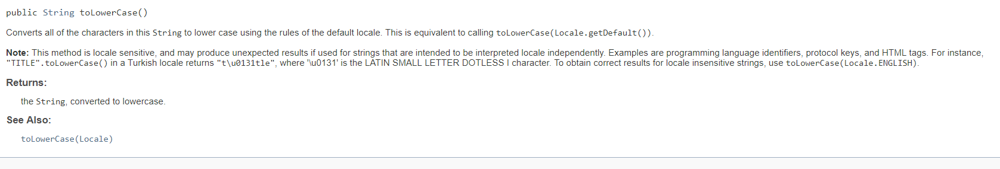 public String toLowerCase()
Converts all of the characters in this String to lower case using the rules of the default locale. This is equivalent to calling toLowerCase(Locale.getDefault()).
Note: This method is locale sensitive, and may produce unexpected results if used for strings that are intended to be interpreted locale independently. Examples are programming language identifiers, protocol keys, and HTML tags. For instance,
"TITLE".toLowerCase() in a Turkish locale returns "t\u0131tle", where '\u0131' is the LATIN SMALL LETTER DOTLESS I character. To obtain correct results for locale insensitive strings, use toLowerCase(Locale.ENGLISH).
Returns:
the String, converted to lowercase.
See Also:
toLowerCase(Locale)